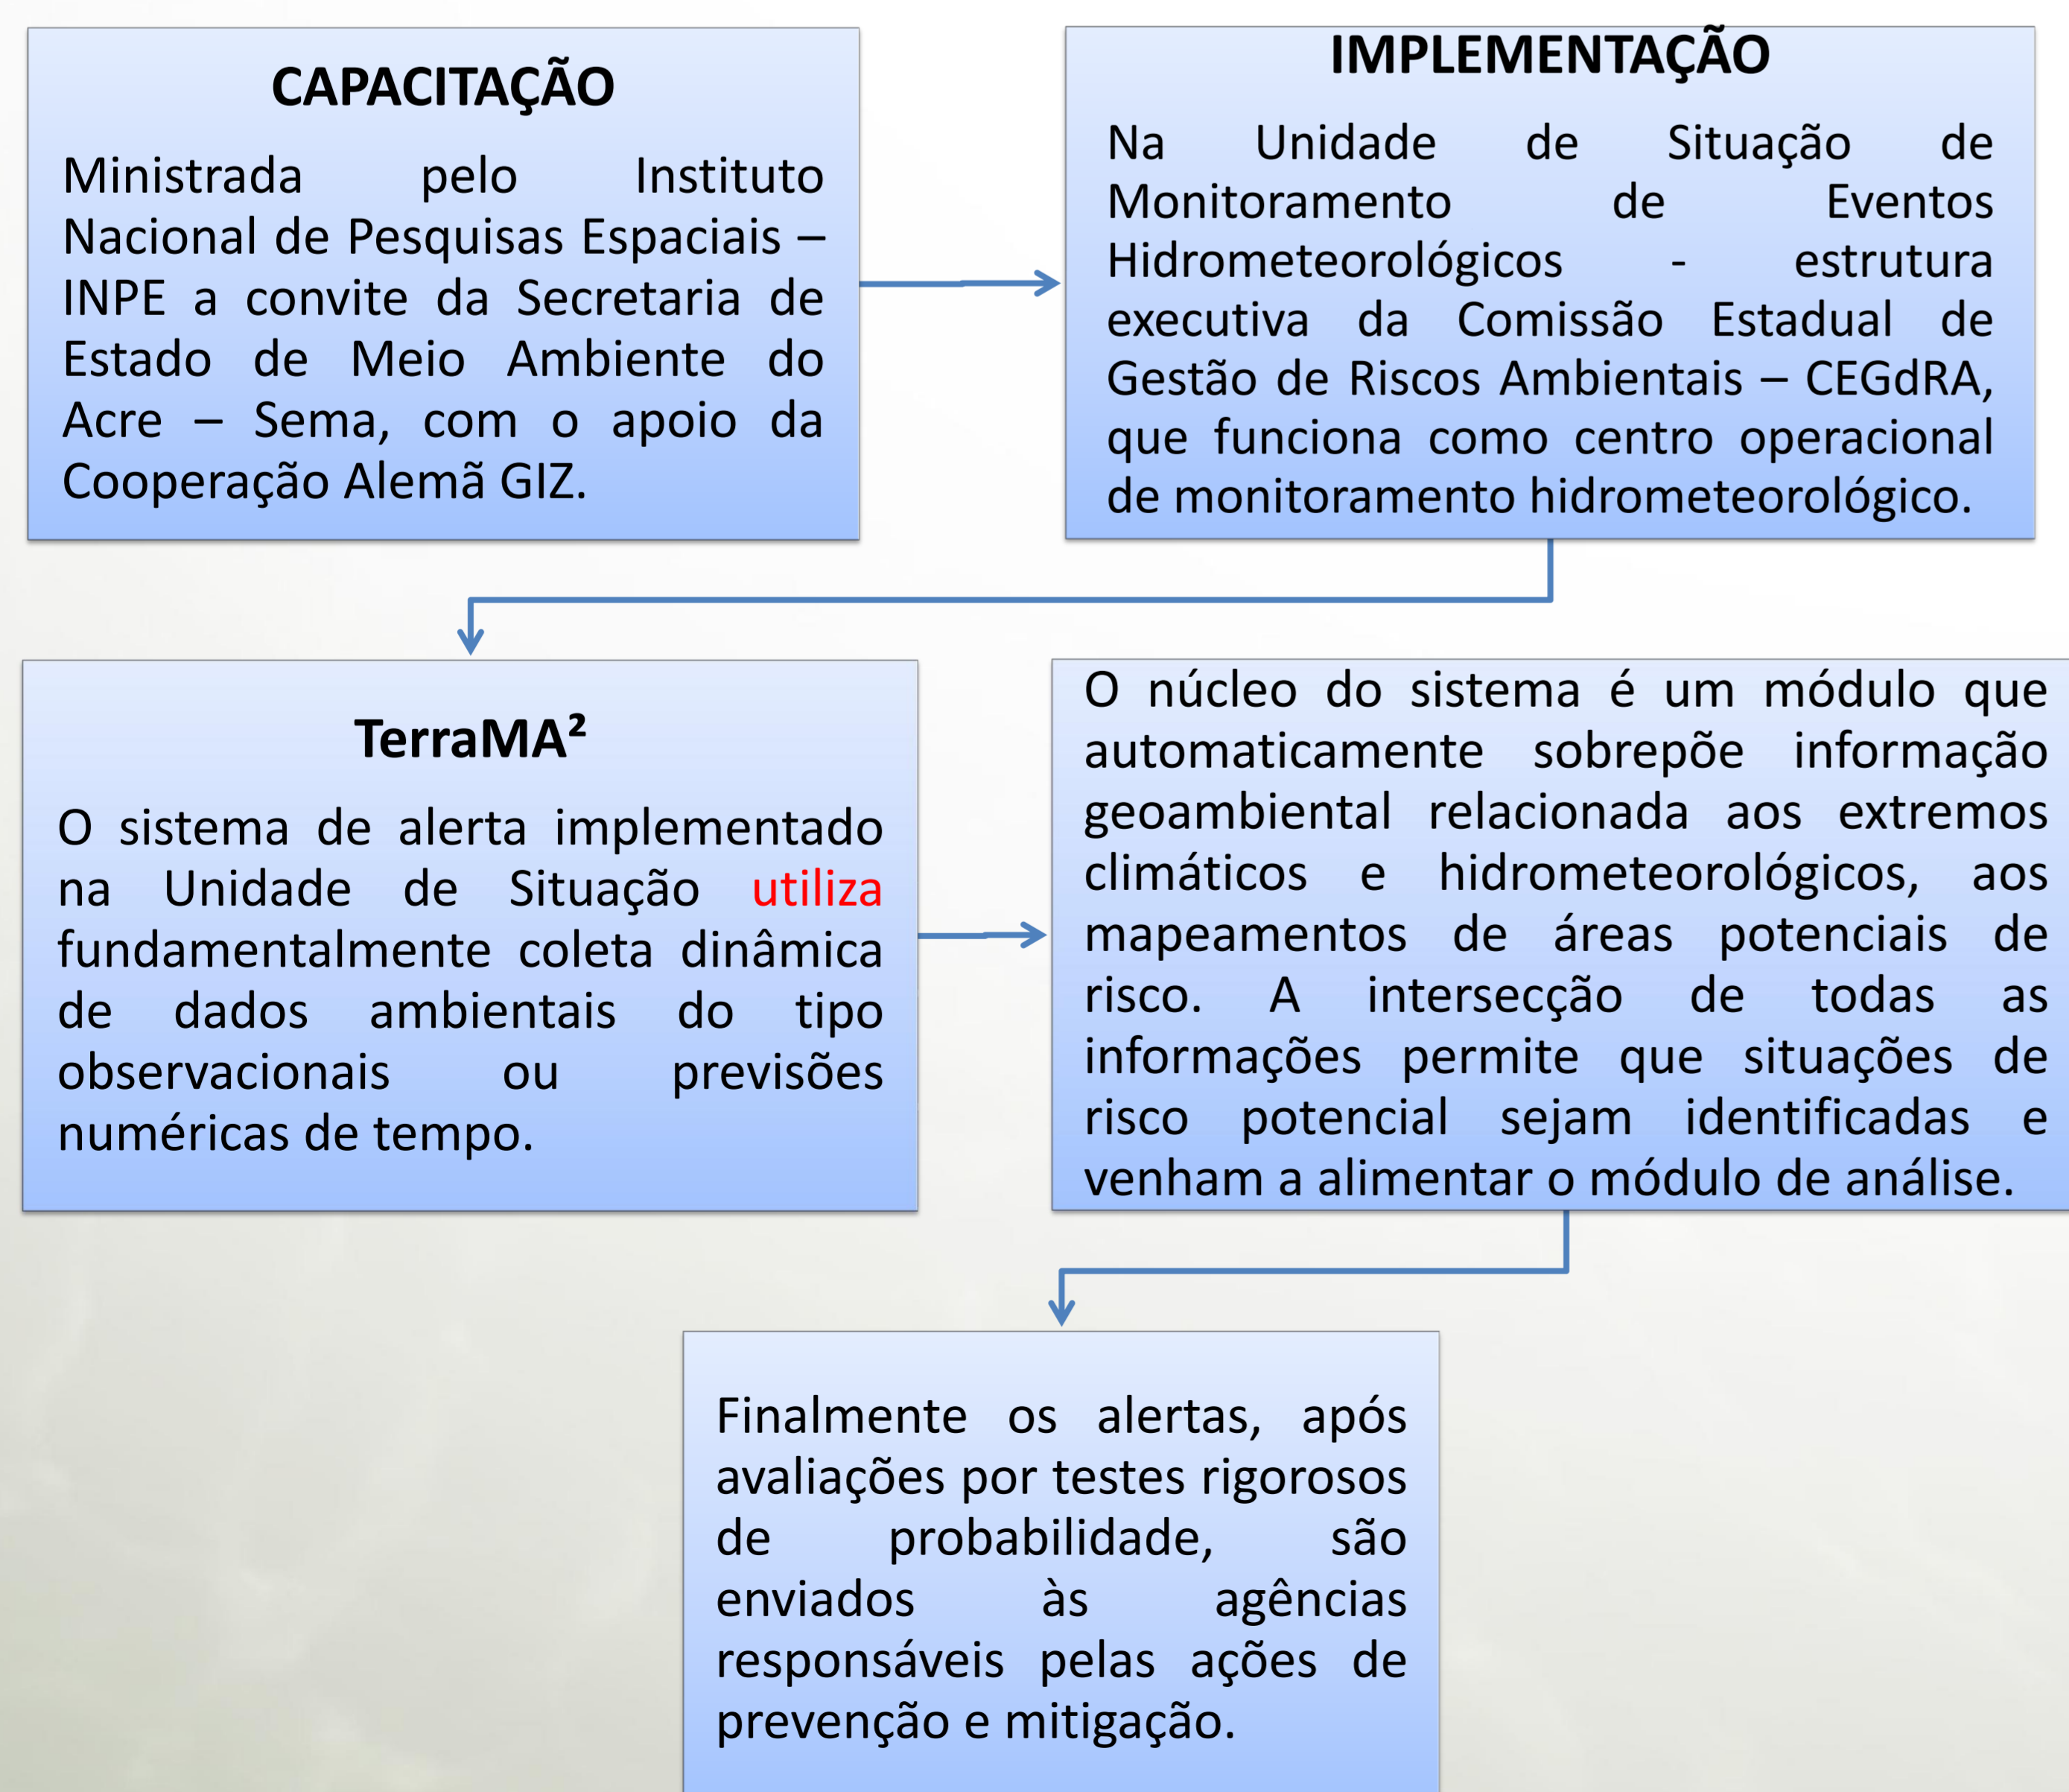 CAPACITAÇÃO
Ministrada pelo Instituto
Nacional de Pesquisas Espaciais –
INPE a convite da Secretaria de
Estado de Meio Ambiente do
Acre – Sema, com o apoio da
Cooperação Alemã GIZ.
IMPLEMENTAÇÃO
Na Unidade de Situação de
Monitoramento de Eventos
Hidrometeorológicos - estrutura
executiva da Comissão Estadual de
Gestão de Riscos Ambientais – CEGdRA,
que funciona como centro operacional
de monitoramento hidrometeorológico.
TerraMA²
O sistema de alerta implementado
na Unidade de Situação utiliza
fundamentalmente coleta dinâmica
de dados ambientais do tipo
observacionais ou previsões
numéricas de tempo.
O núcleo do sistema é um módulo que
automaticamente sobrepõe informação
geoambiental relacionada aos extremos
climáticos e hidrometeorológicos, aos
mapeamentos de áreas potenciais de
risco. A intersecção de todas as
informações permite que situações de
risco potencial sejam identificadas e
venham a alimentar o módulo de análise.
Finalmente os alertas, após
avaliações por testes rigorosos
de probabilidade, são
enviados às agências
responsáveis pelas ações de
prevenção e mitigação.